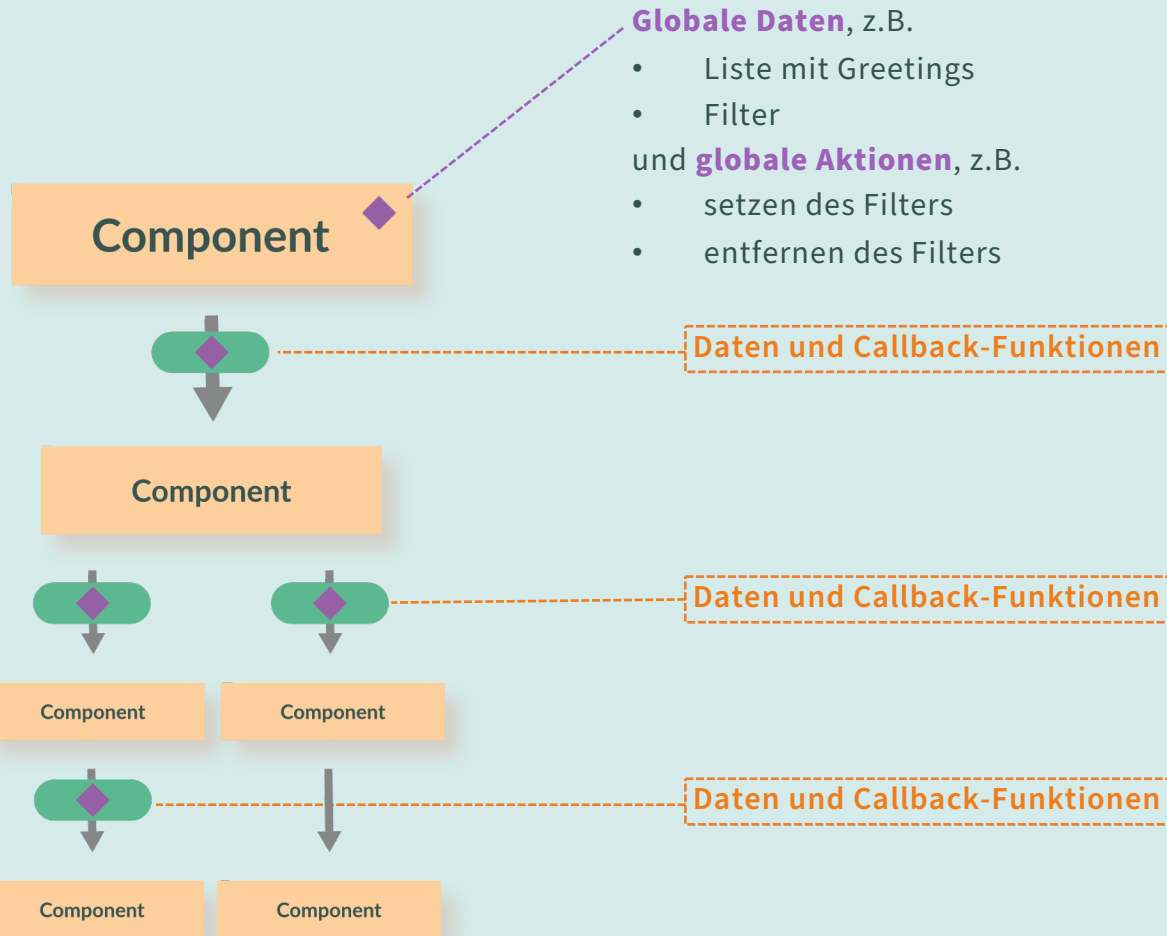 Globale Daten, z.B.
• Liste mit Greetings
• Filter
und globale Aktionen, z.B.
• setzen des Filters
• entfernen des Filters
Component
Daten und Callback-Funktionen
Component
Daten und Callback-Funktionen
Component Component
Daten und Callback-Funktionen
Component Component